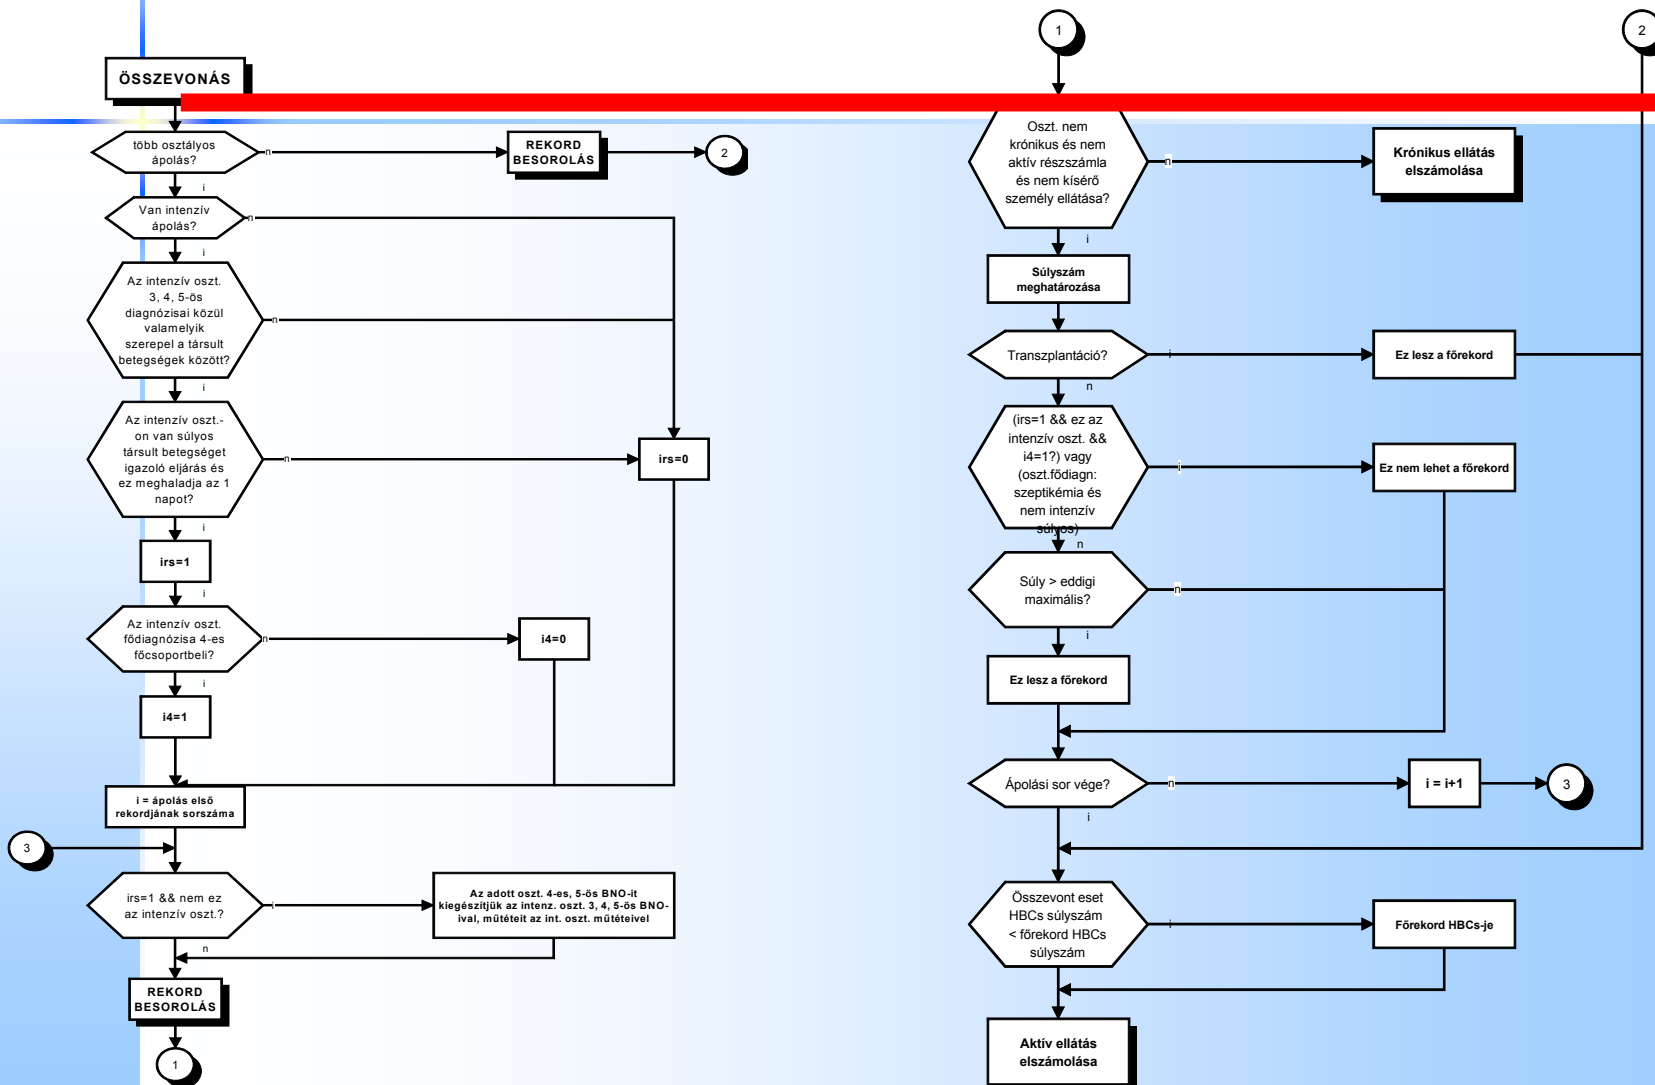 ÖSSZEVONÁS
több osztályos
ápolás?
n
REKORD
BESOROLÁS
2
i
Van intenzív
ápolás?
n
i
Az intenzív oszt.
3, 4, 5-ös
diagnózisai közül
valamelyik
szerepel a társult
betegségek között?
n
i
Az intenzív oszt.-
on van súlyos
társult betegséget
igazoló eljárás és
ez meghaladja az 1
napot?
n
irs=0
i
irs=1
i
Az intenzív oszt.
fődiagnózisa 4-es
főcsoportbeli?
n
i4=0
i
i4=1
i = ápolás első
rekordjának sorszáma
3
irs=1 && nem ez
az intenzív oszt.?
i
Az adott oszt. 4-es, 5-ös BNO-it
kiegészítjük az intenz. oszt. 3, 4, 5-ös BNO-
ival, műtéteit az int. oszt. műtéteivel
n
REKORD
BESOROLÁS
1
1
2
Oszt. nem
krónikus és nem
aktív részszámla
és nem kísérő
személy ellátása?
n
Krónikus ellátás
elszámolása
i
Súlyszám
meghatározása
Transzplantáció?
i
Ez lesz a főrekord
n
(irs=1 && ez az
intenzív oszt. &&
i4=1?) vagy
(oszt.fődiagn:
szeptikémia és
nem intenzív
súlyos)
i
Ez nem lehet a főrekord
n
Súly > eddigi
maximális?
n
i
Ez lesz a főrekord
Ápolási sor vége?
n
i = i+1
3
i
Összevont eset
HBCs súlyszám
< főrekord HBCs
súlyszám
i
Főrekord HBCs-je
Aktív ellátás
elszámolása